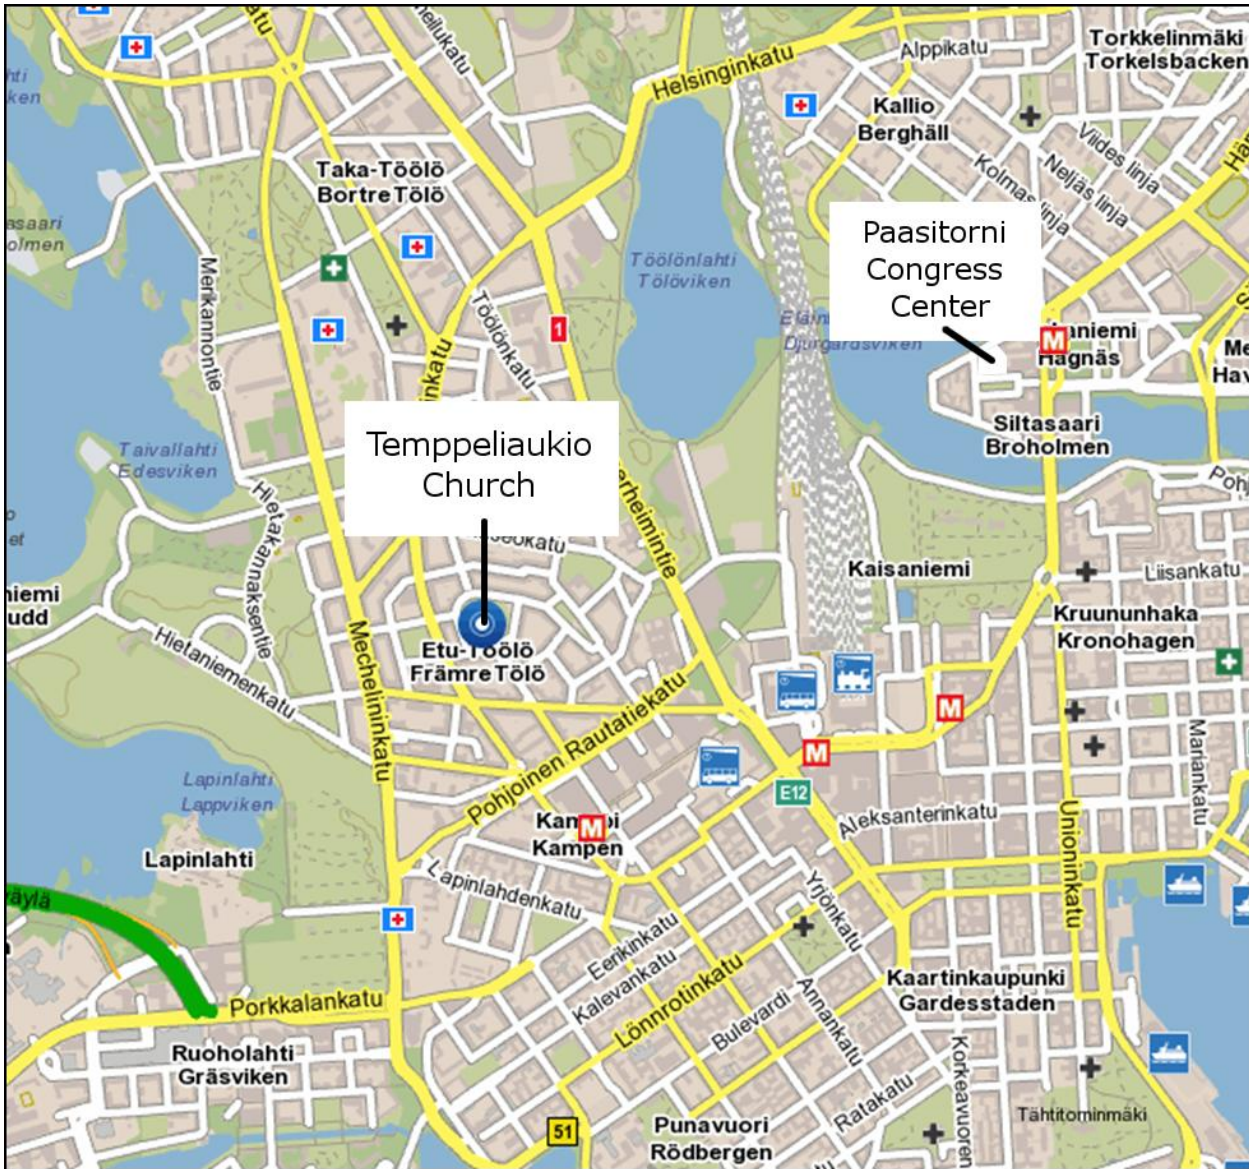 Helsinginkatu
Alppikatu
Torkkelinmäki
Torkelsbacken
Kallio
Berghäll
Viides linja
Neljäs linja
Kolmas linja
Taka-Töölö
Bortre Tölö
Merikannontie
Töölönkatu
1
Töölönlahti
Tölöviken
Paasitorni
Congress
Center
Djurgårdsviken
M
Hagnäs
Siltasaari
Broholmen
Temppeliaukio
Church
Taivallahti
Edesviken
Hietakannaksentie
Kaisaniemi
Liisankatu
Kruununhaka
Kronohagen
Etu-Töölö
Främre Tölö
Hietaniemenkatu
Mechelininkatu
Pohjoinen Rautatiekatu
M
M
E12
Mariankatu
Lapinlahti
Lappviken
M
Kampen
Aleksanterinkatu
Unioninkatu
Lapinlahti
Lapinlahdenkatu
Yrjönkatu
Eerikinkatu
Kalevankatu
Lönnrotinkatu
Bulevardi
Annankatu
Kaartinkaupunki
Gardesstaden
Porkkalankatu
Ruoholahti
Gräsviken
Korkeavuoren
Ratakatu
Tähtitorninmäki
51
Punavuori
Rödbergen